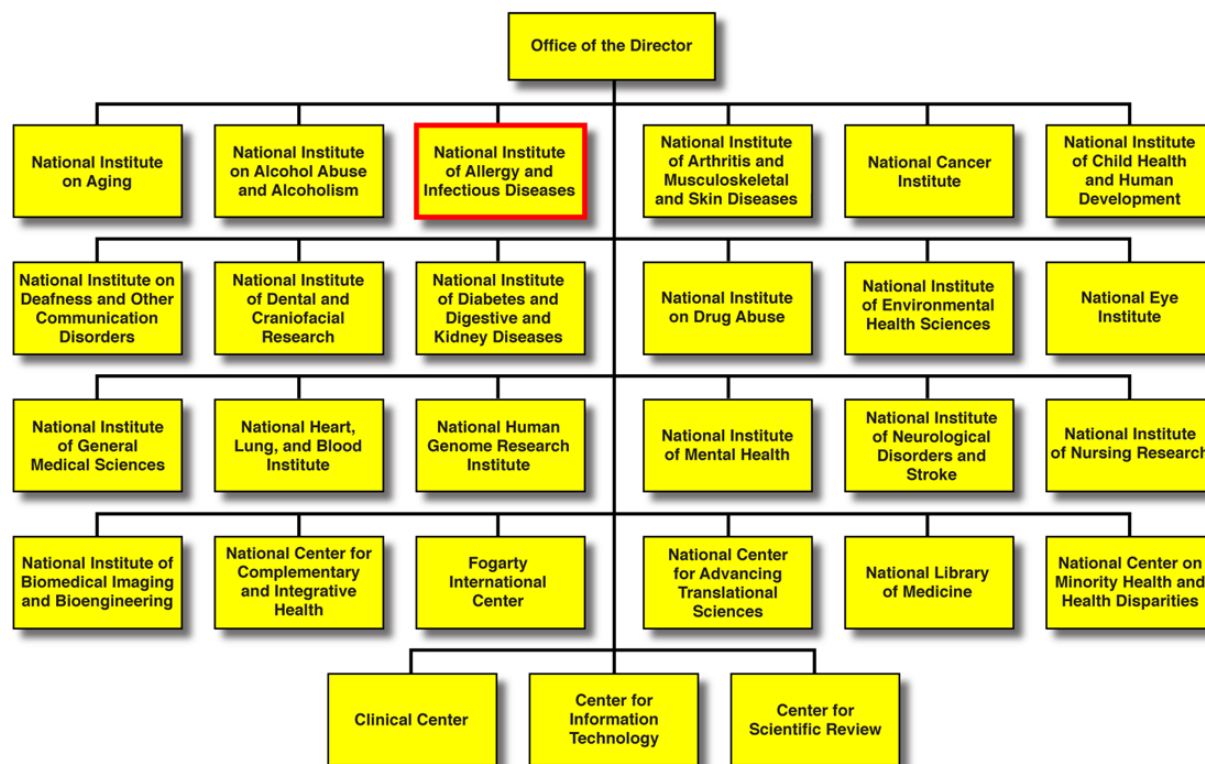 Office of the Director
National Institute
on Aging
National Institute
on Alcohol Abuse
and Alcoholism
National Institute
of Allergy and
Infectious Diseases
National Institute
of Arthritis and
Musculoskeletal
and Skin Diseases
National Cancer
Institute
National Institute
of Child Health
and Human
Development
National Institute on
Deafness and Other
Communication
Disorders
National Institute
of Dental and
Craniofacial
Research
National Institute
of Diabetes and
Digestive and
Kidney Diseases
National Institute
on Drug Abuse
National Institute
of Environmental
Health Sciences
National Eye
Institute
National Institute
of General
Medical Sciences
National Heart,
Lung, and Blood
Institute
National Human
Genome Research
Institute
National Institute
of Mental Health
National Institute
of Neurological
Disorders and
Stroke
National Institute
of Nursing Research
National Institute of
Biomedical Imaging
and Bioengineering
National Center for
Complementary
and Integrative
Health
Fogarty
International
Center
National Center
for Advancing
Translational
Sciences
National Library
of Medicine
National Center on
Minority Health and
Health Disparities
Clinical Center
Center for
Information
Technology
Center for
Scientific Review